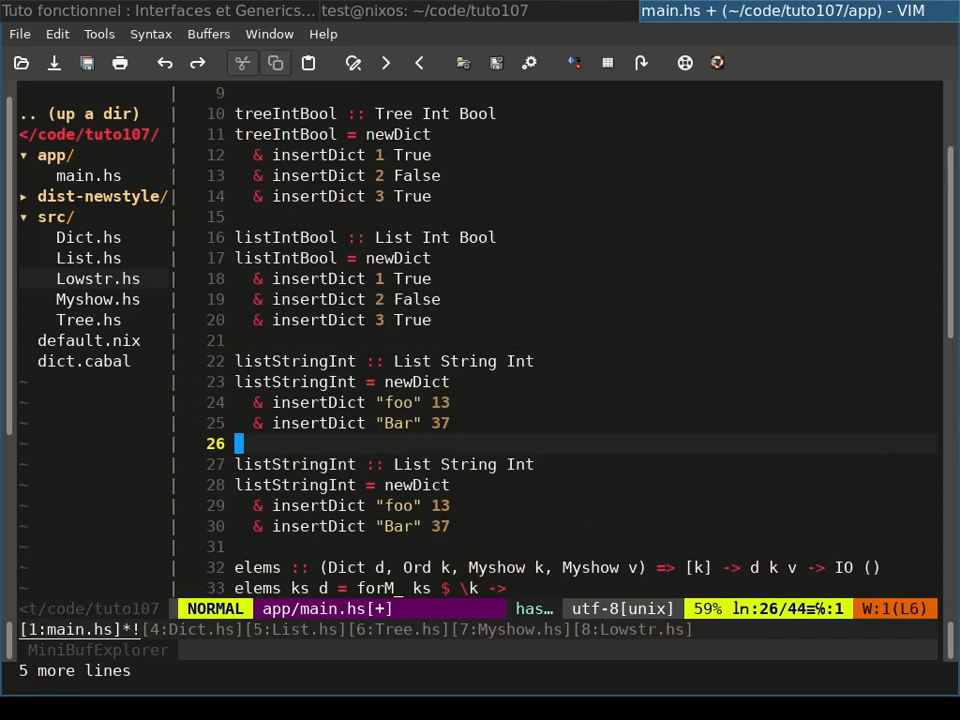 Tuto fonctionnel : Interfaces et Generics... test@nixos: ~/code/tuto107 main.hs + (~/code/tuto107/app) - VIM
File Edit Tools Syntax Buffers Window Help
9
.. (up a dir) 10 treeIntBool :: Tree Int Bool
</code/tuto107/ 11 treeIntBool = newDict
▾ app/ 12 & insertDict 1 True
main.hs 13 & insertDict 2 False
▸ dist-newstyle/ 14 & insertDict 3 True
▾ src/ 15
Dict.hs 16 listIntBool :: List Int Bool
List.hs 17 listIntBool = newDict
Lowstr.hs 18 & insertDict 1 True
Myshow.hs 19 & insertDict 2 False
Tree.hs 20 & insertDict 3 True
default.nix 21
dict.cabal 22 listStringInt :: List String Int
~ 23 listStringInt = newDict
~ 24 & insertDict "foo" 13
~ 25 & insertDict "Bar" 37
~ 26
~ 27 listStringInt :: List String Int
~ 28 listStringInt = newDict
~ 29 & insertDict "foo" 13
~ 30 & insertDict "Bar" 37
~ 31
~ 32 elems :: (Dict d, Ord k, Myshow k, Myshow v) => [k] -> d k v -> IO ()
~ 33 elems ks d = forM_ ks $ \k ->
<t/code/tuto107 NORMAL app/main.hs[+] has… utf-8[unix] 59% ln:26/44≡℅:1 W:1(L6)
[1:main.hs]*![4:Dict.hs][5:List.hs][6:Tree.hs][7:Myshow.hs][8:Lowstr.hs]
MiniBufExplorer
5 more lines